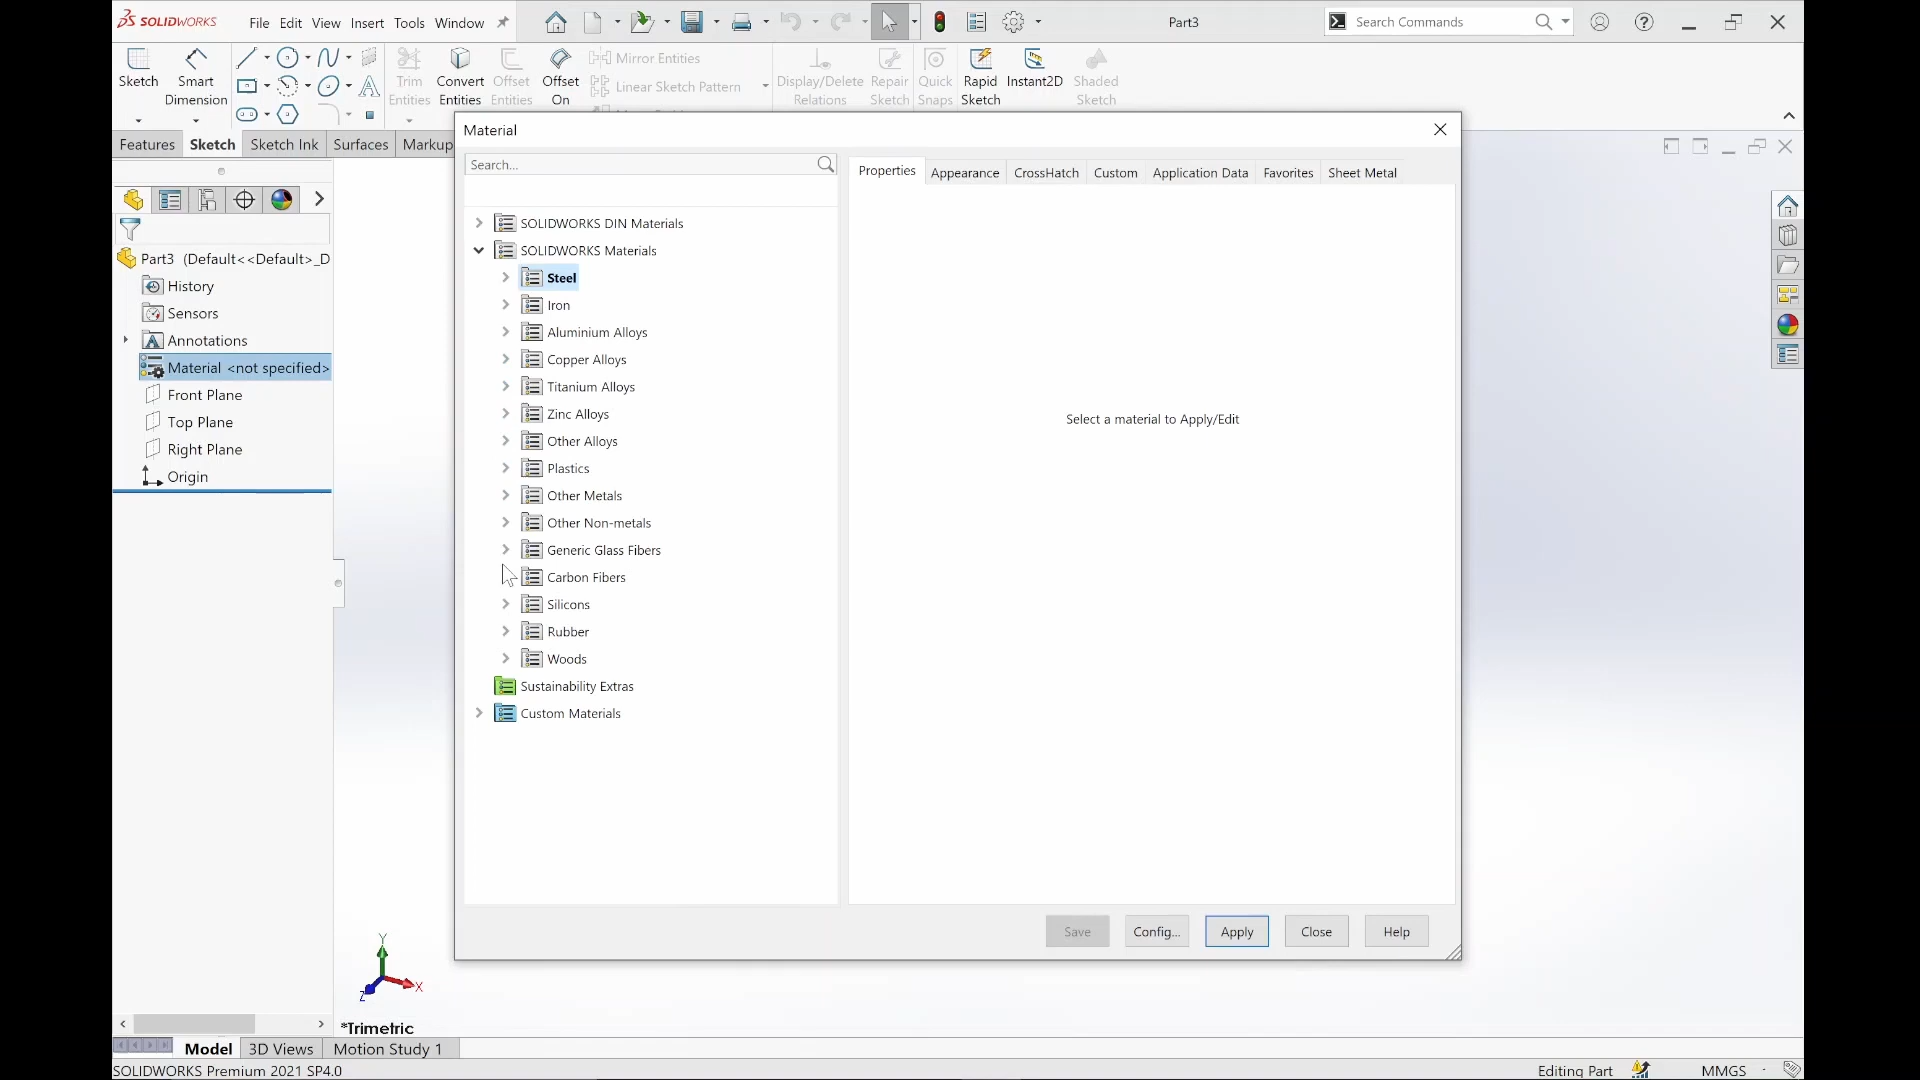 SOLIDWORKS File Edit View Insert Tools Window Part3 Search Commands
Sketch Smart Dimension Trim Entities Convert Entities Offset Entities Offset On Mirror Entities Linear Sketch Pattern Display/Delete Relations Repair Sketch Quick Snaps Rapid Sketch Instant2D Shaded Sketch
Features Sketch Sketch Ink Surfaces Markup
Part3 (Default<<Default>_D
History
Sensors
Annotations
Material <not specified>
Front Plane
Top Plane
Right Plane
Origin
Material
Search...
SOLIDWORKS DIN Materials
SOLIDWORKS Materials
Steel
Iron
Aluminium Alloys
Copper Alloys
Titanium Alloys
Zinc Alloys
Other Alloys
Plastics
Other Metals
Other Non-metals
Generic Glass Fibers
Carbon Fibers
Silicons
Rubber
Woods
Sustainability Extras
Custom Materials
Properties Appearance CrossHatch Custom Application Data Favorites Sheet Metal
Select a material to Apply/Edit
Save Config... Apply Close Help
Y
X
Z
*Trimetric
Model 3D Views Motion Study 1
SOLIDWORKS Premium 2021 SP4.0 Editing Part MMGS